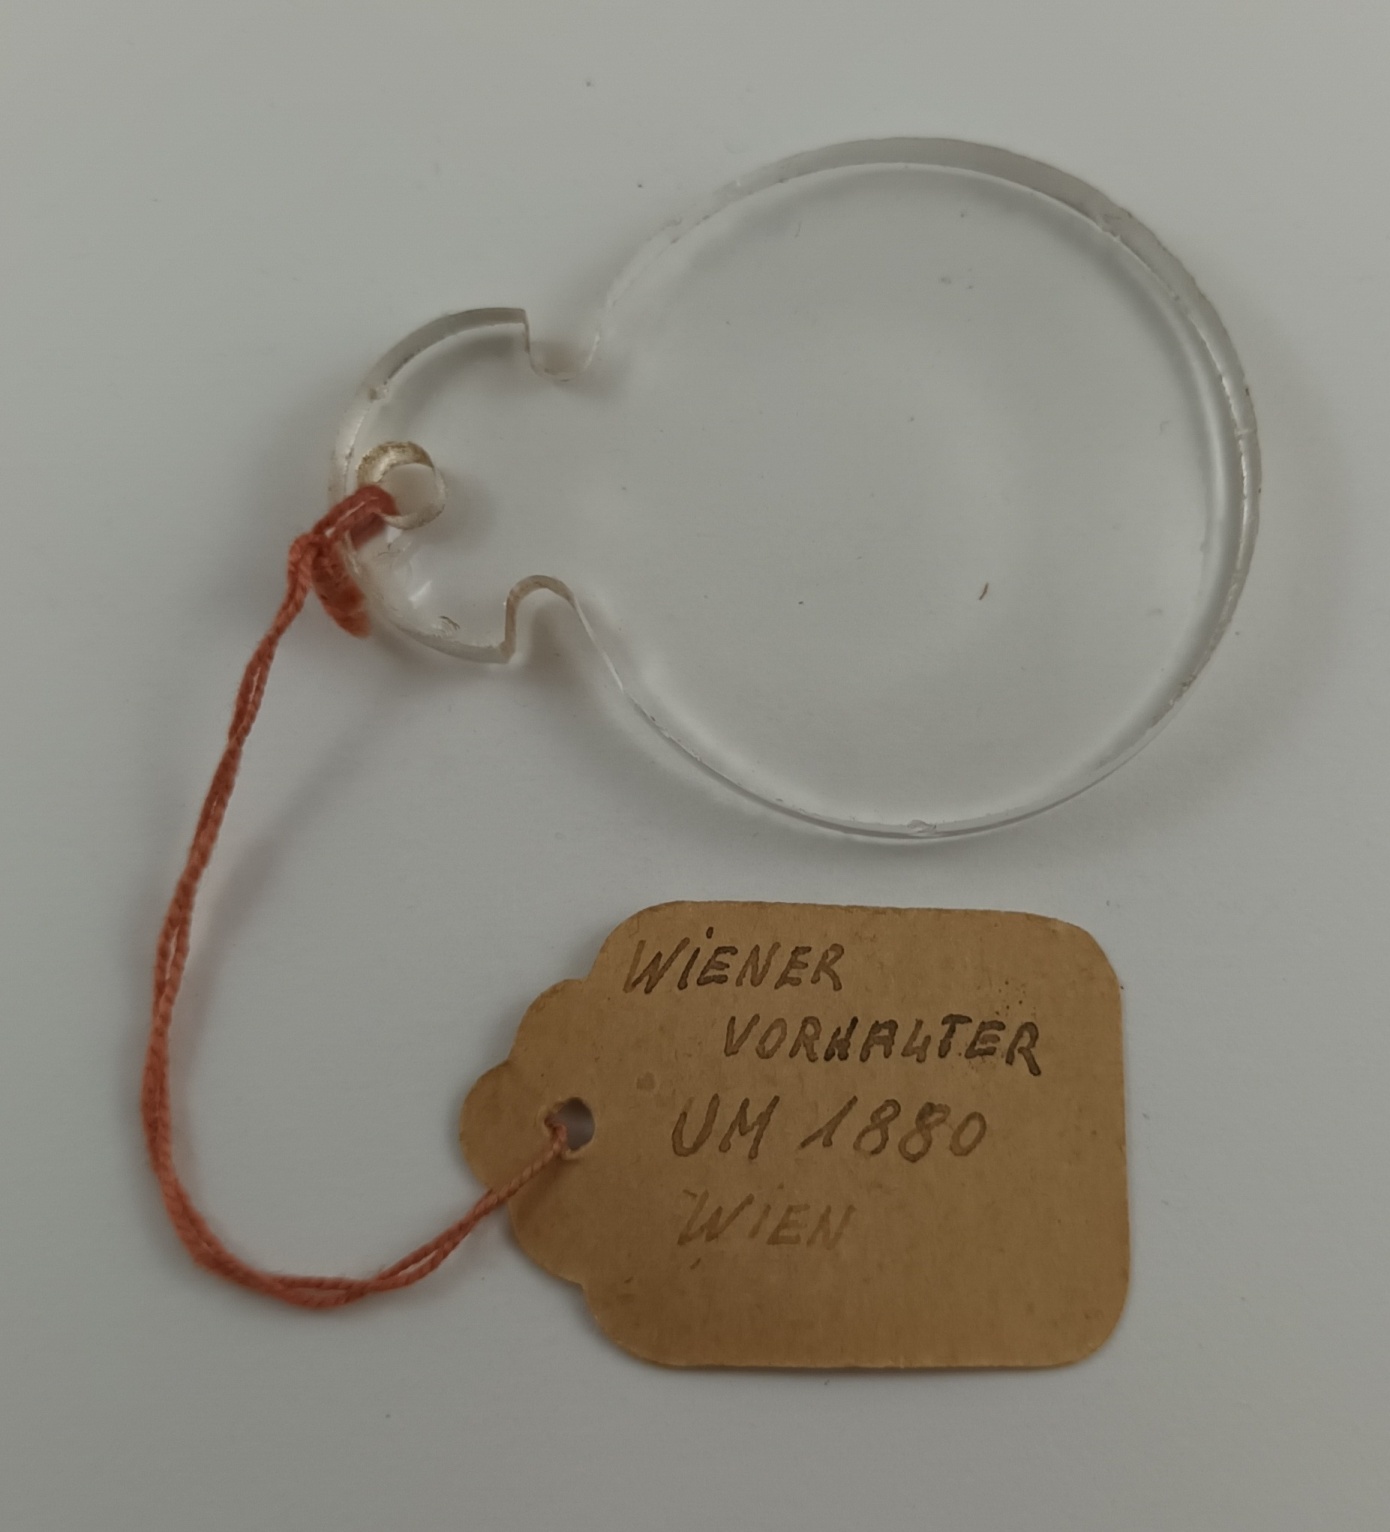 WiENER
VORHALTER
UM 1880
WiEN